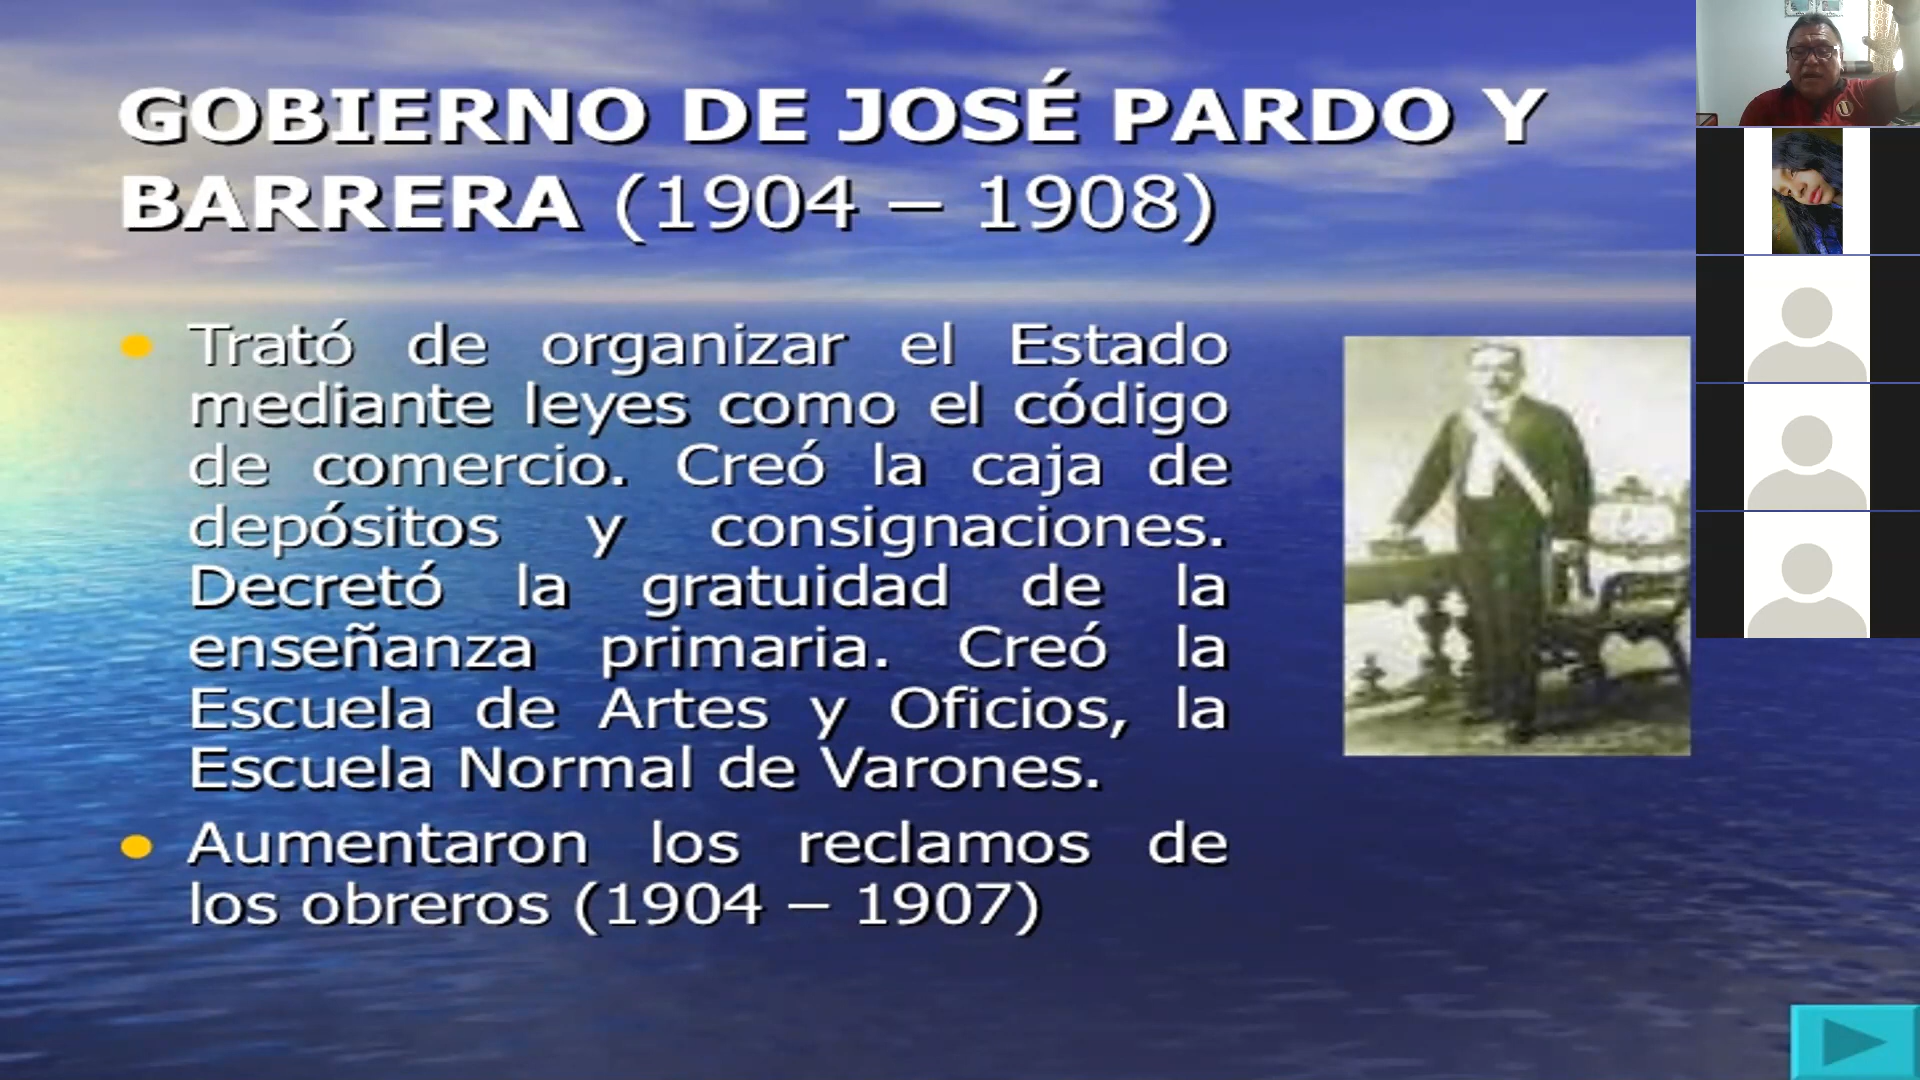 GOBIERNO DE JOSÉ PARDO Y
BARRERA (1904 – 1908)
• Trató de organizar el Estado
mediante leyes como el código
de comercio. Creó la caja de
depósitos y consignaciones.
Decretó la gratuidad de la
enseñanza primaria. Creó la
Escuela de Artes y Oficios, la
Escuela Normal de Varones.
• Aumentaron los reclamos de
los obreros (1904 – 1907)